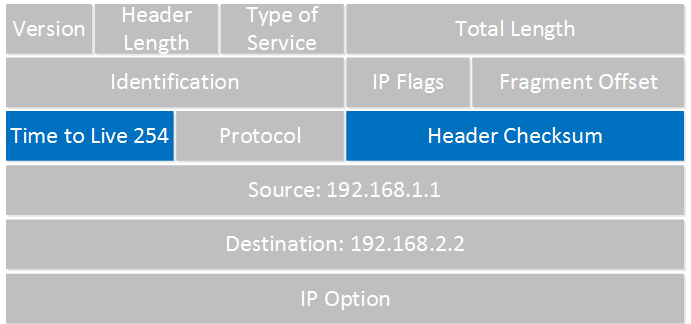 Version
Header
Length
Type of
Service
Total Length
Identification
IP Flags
Fragment Offset
Time to Live 254
Protocol
Header Checksum
Source: 192.168.1.1
Destination: 192.168.2.2
IP Option